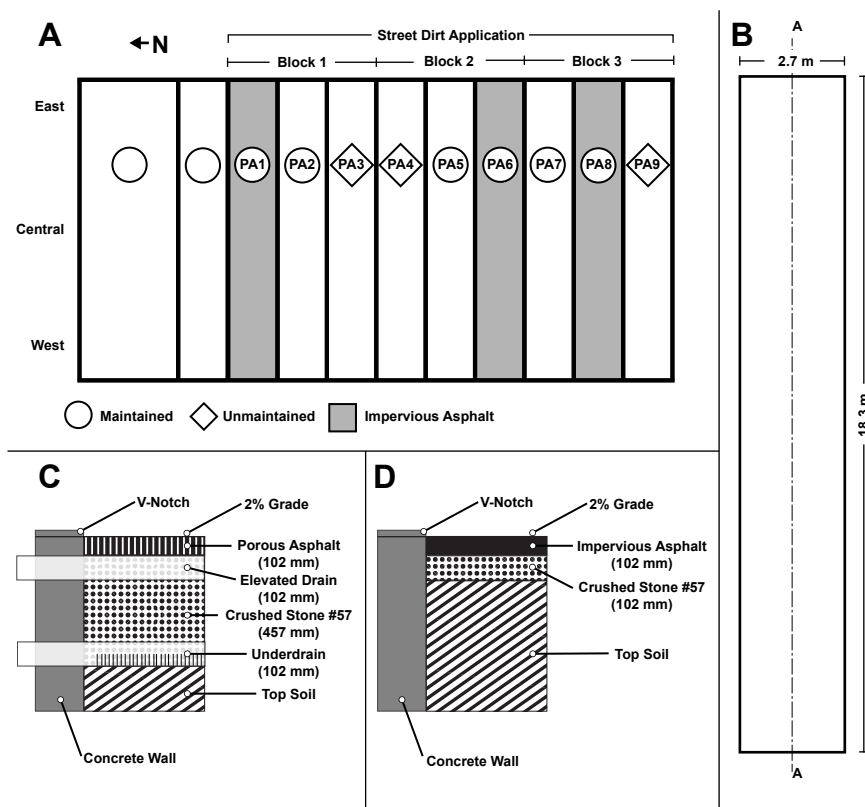 A
N
Street Dirt Application
Block 1
Block 2
Block 3
East
PA1
PA2
PA3
PA4
PA5
PA6
PA7
PA8
PA9
Central
West
Maintained
Unmaintained
Impervious Asphalt
B
A
2.7 m
18.3 m
A
C
V-Notch
2% Grade
Porous Asphalt
(102 mm)
Elevated Drain
(102 mm)
Crushed Stone #57
(457 mm)
Underdrain
(102 mm)
Top Soil
Concrete Wall
D
V-Notch
2% Grade
Impervious Asphalt
(102 mm)
Crushed Stone #57
(102 mm)
Top Soil
Concrete Wall